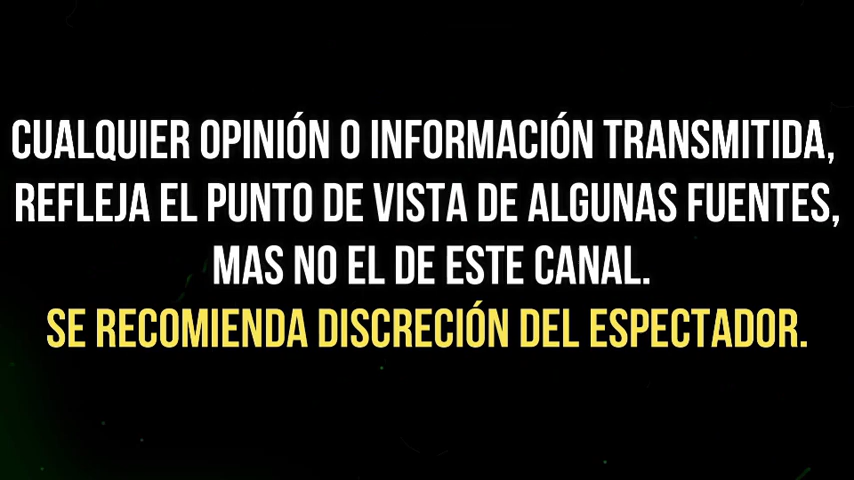 CUALQUIER OPINIÓN O INFORMACIÓN TRANSMITIDA,
REFLEJA EL PUNTO DE VISTA DE ALGUNAS FUENTES,
MAS NO EL DE ESTE CANAL.
SE RECOMIENDA DISCRECIÓN DEL ESPECTADOR.